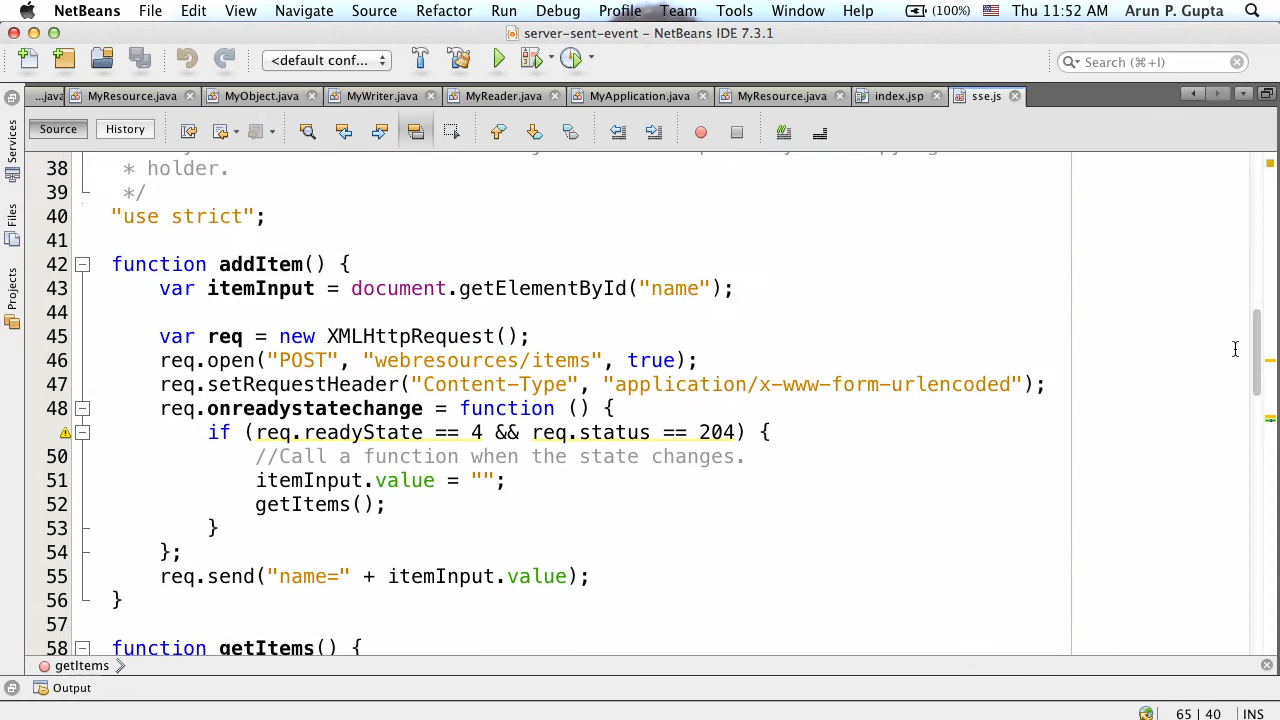 NetBeans File Edit View Navigate Source Refactor Run Debug Profile Team Tools Window Help (100%) Thu 11:52 AM Arun P. Gupta
server-sent-event – NetBeans IDE 7.3.1
<default conf... Search (⌘+I)
...java MyResource.java MyObject.java MyWriter.java MyReader.java MyApplication.java MyResource.java index.jsp sse.js
Source History
Services
Files
Projects
38 * holder.
39 */
40 "use strict";
41
42 function addItem() {
43 var itemInput = document.getElementById("name");
44
45 var req = new XMLHttpRequest();
46 req.open("POST", "webresources/items", true);
47 req.setRequestHeader("Content-Type", "application/x-www-form-urlencoded");
48 req.onreadystatechange = function () {
if (req.readyState == 4 && req.status == 204) {
50 //Call a function when the state changes.
51 itemInput.value = "";
52 getItems();
53 }
54 };
55 req.send("name=" + itemInput.value);
56 }
57
58 function getItems() {
getItems
Output
65 | 40 INS